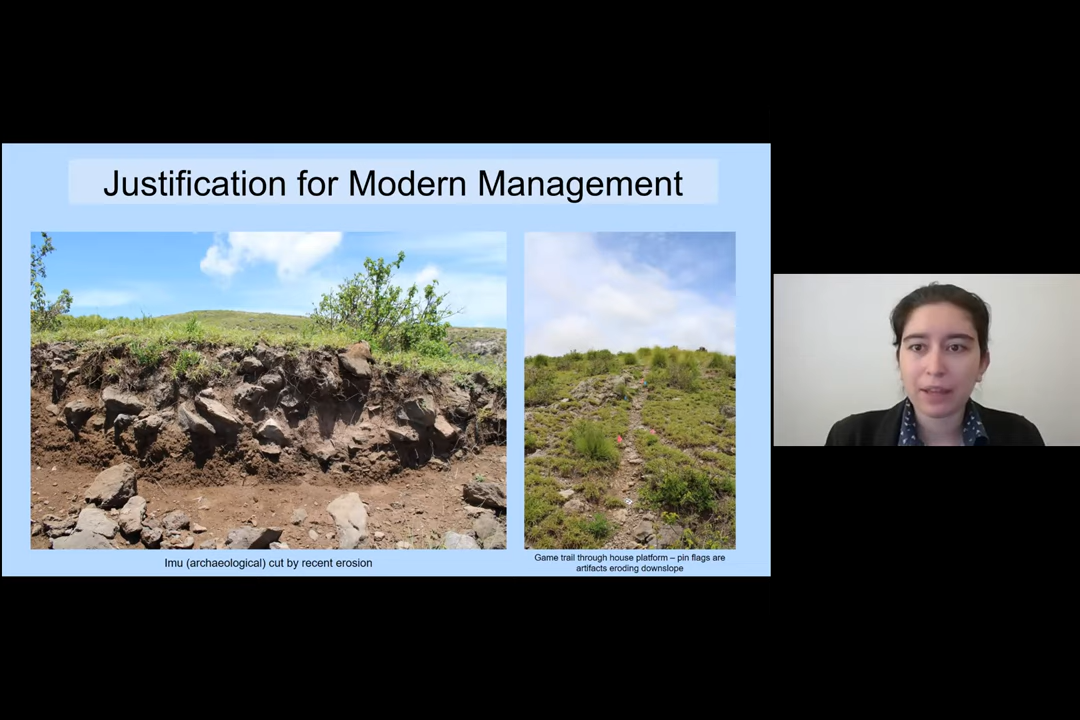 Justification for Modern Management
Imu (archaeological) cut by recent erosion
Game trail through house platform – pin flags are
artifacts eroding downslope